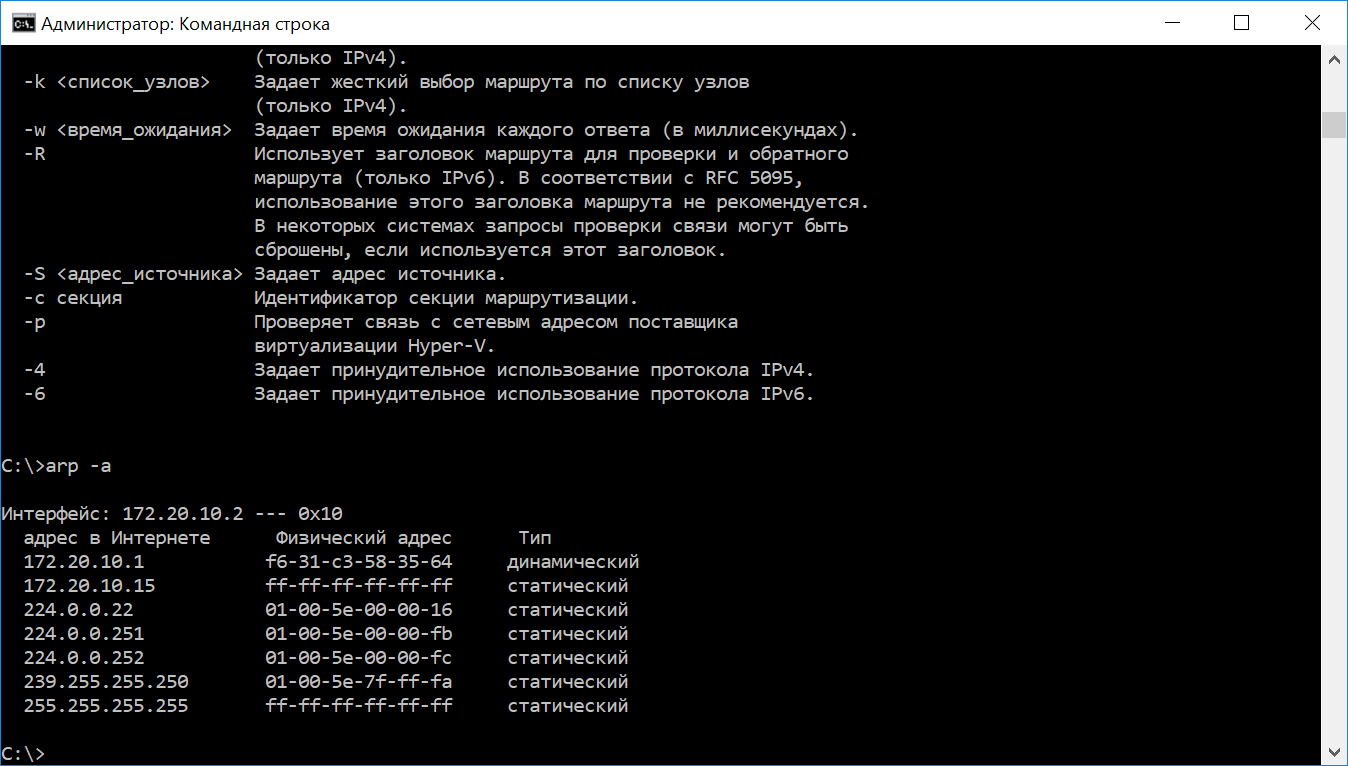 Администратор: Командная строка
(только IPv4).
-k <список_узлов> Задает жесткий выбор маршрута по списку узлов
(только IPv4).
-w <время_ожидания> Задает время ожидания каждого ответа (в миллисекундах).
-R Использует заголовок маршрута для проверки и обратного
маршрута (только IPv6). В соответствии с RFC 5095,
использование этого заголовка маршрута не рекомендуется.
В некоторых системах запросы проверки связи могут быть
сброшены, если используется этот заголовок.
-S <адрес_источника> Задает адрес источника.
-c секция Идентификатор секции маршрутизации.
-p Проверяет связь с сетевым адресом поставщика
виртуализации Hyper-V.
-4 Задает принудительное использование протокола IPv4.
-6 Задает принудительное использование протокола IPv6.
C:\>arp -a
Интерфейс: 172.20.10.2 --- 0x10
адрес в Интернете Физический адрес Тип
172.20.10.1 f6-31-c3-58-35-64 динамический
172.20.10.15 ff-ff-ff-ff-ff-ff статический
224.0.0.22 01-00-5e-00-00-16 статический
224.0.0.251 01-00-5e-00-00-fb статический
224.0.0.252 01-00-5e-00-00-fc статический
239.255.255.250 01-00-5e-7f-ff-fa статический
255.255.255.255 ff-ff-ff-ff-ff-ff статический
C:\>